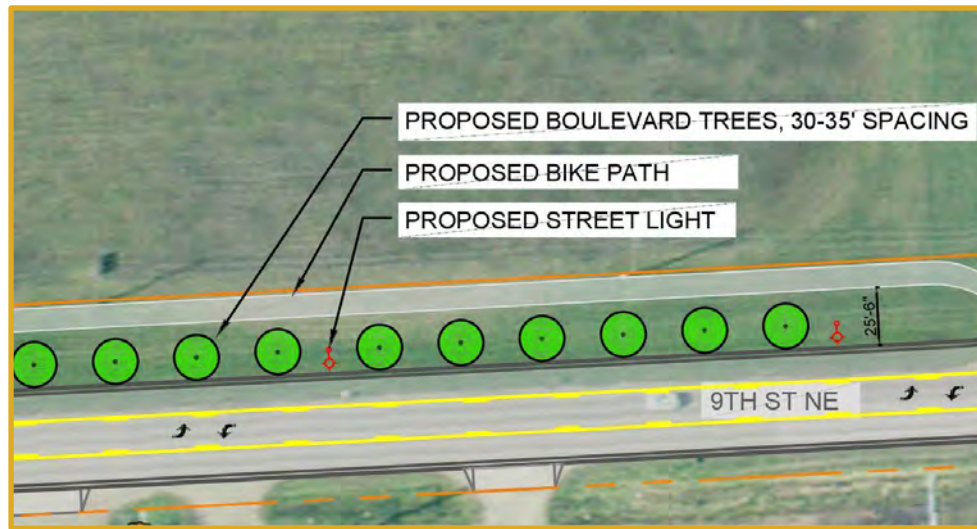 PROPOSED BOULEVARD TREES, 30-35' SPACING
PROPOSED BIKE PATH
PROPOSED STREET LIGHT
25'-6"
9TH ST NE